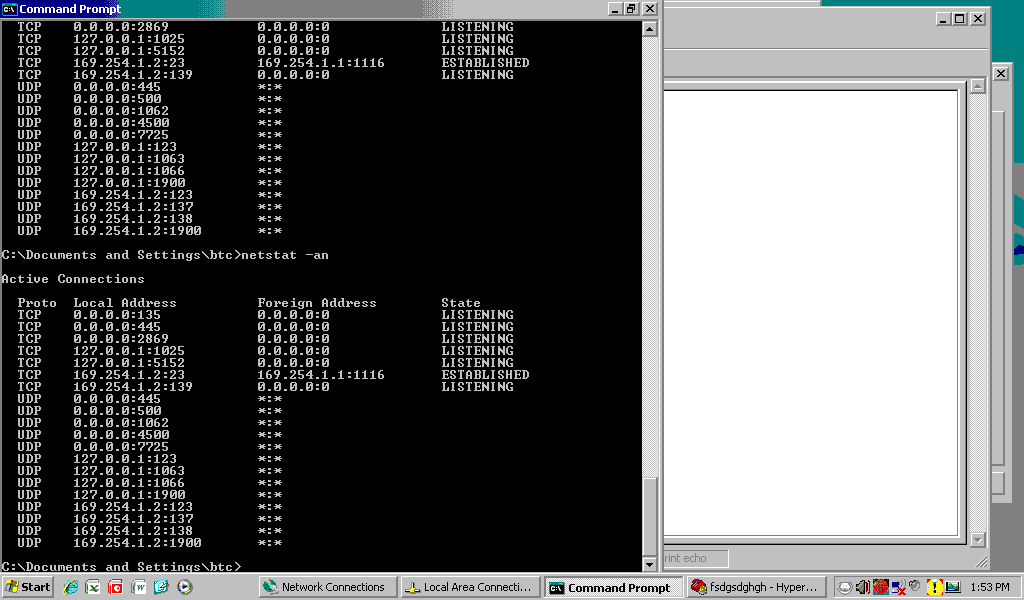 Command Prompt
TCP 0.0.0.0:2869 0.0.0.0:0 LISTENING
TCP 127.0.0.1:1025 0.0.0.0:0 LISTENING
TCP 127.0.0.1:5152 0.0.0.0:0 LISTENING
TCP 169.254.1.2:23 169.254.1.1:1116 ESTABLISHED
TCP 169.254.1.2:139 0.0.0.0:0 LISTENING
UDP 0.0.0.0:445 *:*
UDP 0.0.0.0:500 *:*
UDP 0.0.0.0:1062 *:*
UDP 0.0.0.0:4500 *:*
UDP 0.0.0.0:7725 *:*
UDP 127.0.0.1:123 *:*
UDP 127.0.0.1:1063 *:*
UDP 127.0.0.1:1066 *:*
UDP 127.0.0.1:1900 *:*
UDP 169.254.1.2:123 *:*
UDP 169.254.1.2:137 *:*
UDP 169.254.1.2:138 *:*
UDP 169.254.1.2:1900 *:*
C:\Documents and Settings\btc>netstat -an
Active Connections
Proto Local Address Foreign Address State
TCP 0.0.0.0:135 0.0.0.0:0 LISTENING
TCP 0.0.0.0:445 0.0.0.0:0 LISTENING
TCP 0.0.0.0:2869 0.0.0.0:0 LISTENING
TCP 127.0.0.1:1025 0.0.0.0:0 LISTENING
TCP 127.0.0.1:5152 0.0.0.0:0 LISTENING
TCP 169.254.1.2:23 169.254.1.1:1116 ESTABLISHED
TCP 169.254.1.2:139 0.0.0.0:0 LISTENING
UDP 0.0.0.0:445 *:*
UDP 0.0.0.0:500 *:*
UDP 0.0.0.0:1062 *:*
UDP 0.0.0.0:4500 *:*
UDP 0.0.0.0:7725 *:*
UDP 127.0.0.1:123 *:*
UDP 127.0.0.1:1063 *:*
UDP 127.0.0.1:1066 *:*
UDP 127.0.0.1:1900 *:*
UDP 169.254.1.2:123 *:*
UDP 169.254.1.2:137 *:*
UDP 169.254.1.2:138 *:*
UDP 169.254.1.2:1900 *:*
C:\Documents and Settings\btc>
rint echo
Start Network Connections Local Area Connecti... Command Prompt fsdgsdghgh - Hyper... 1:53 PM